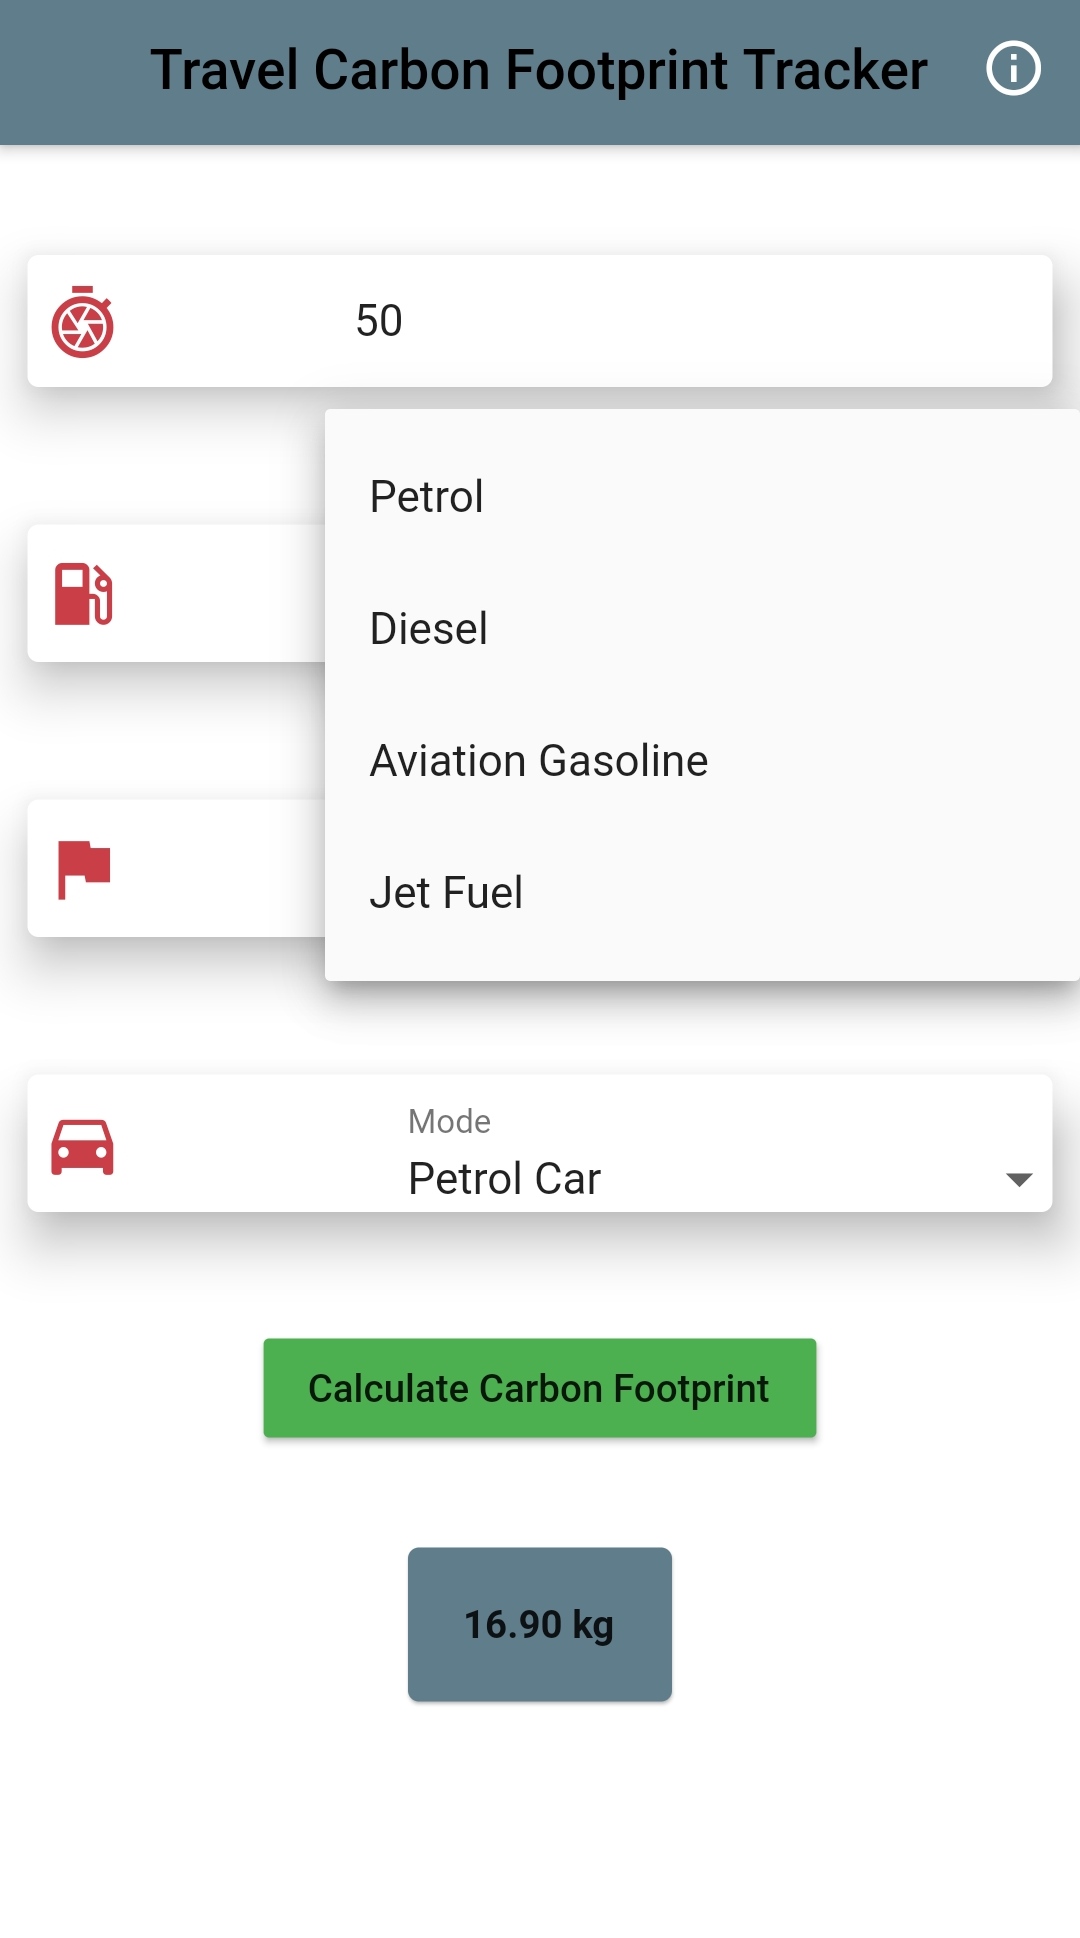 Travel Carbon Footprint Tracker
50
Petrol
Diesel
Aviation Gasoline
Jet Fuel
Mode
Petrol Car
Calculate Carbon Footprint
16.90 kg